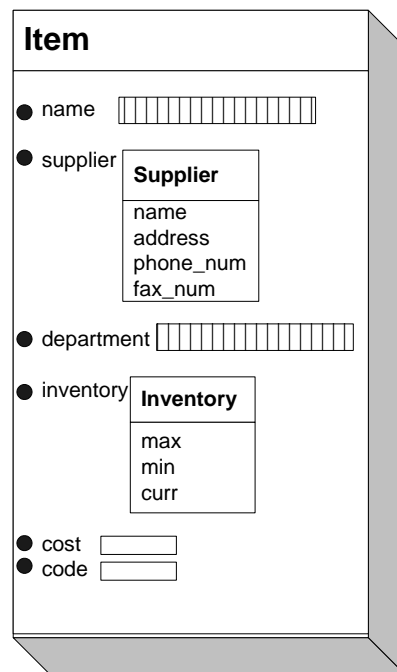 Item
name
supplier
Supplier
name
address
phone_num
fax_num
department
inventory
Inventory
max
min
curr
cost
code